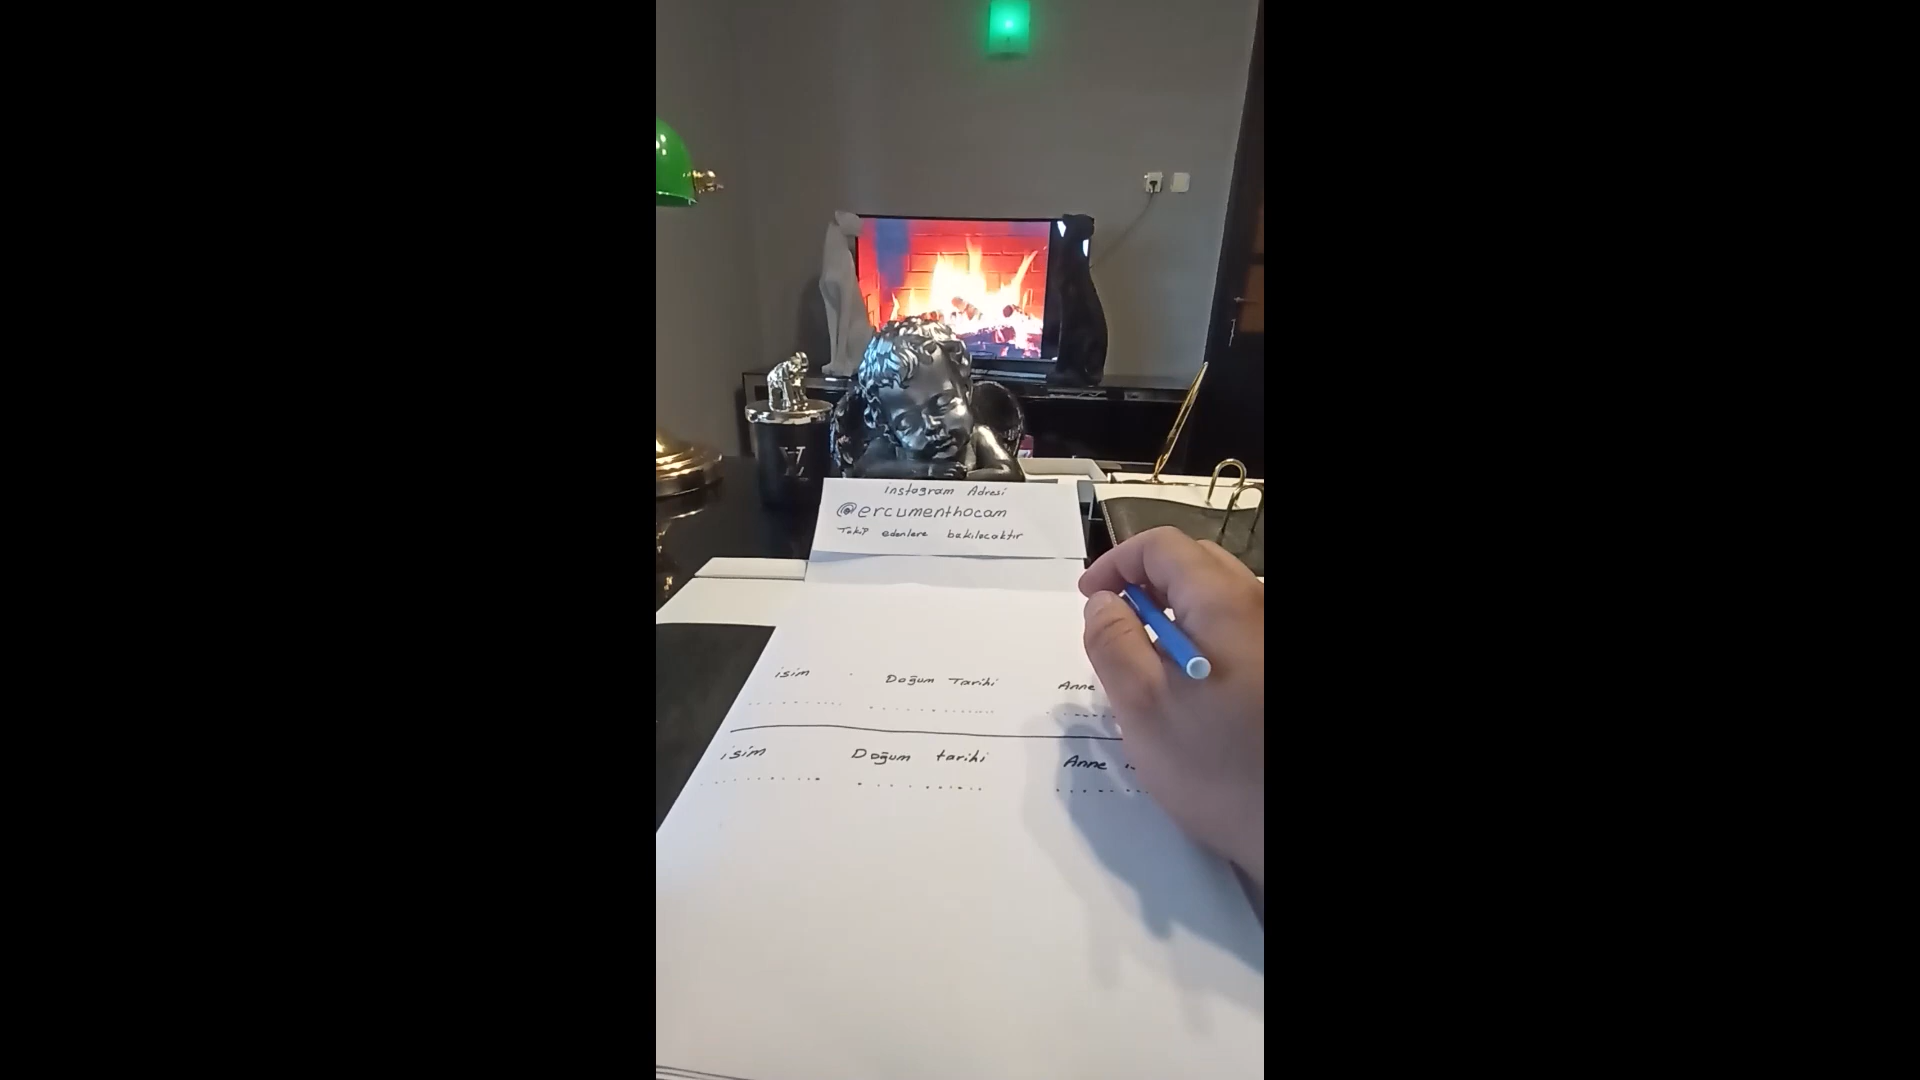 instagram Adresi
@ercumenthocam
Takip edenlere bakılacaktır
isim Doğum Tarihi Anne
isim Doğum tarihi Anne